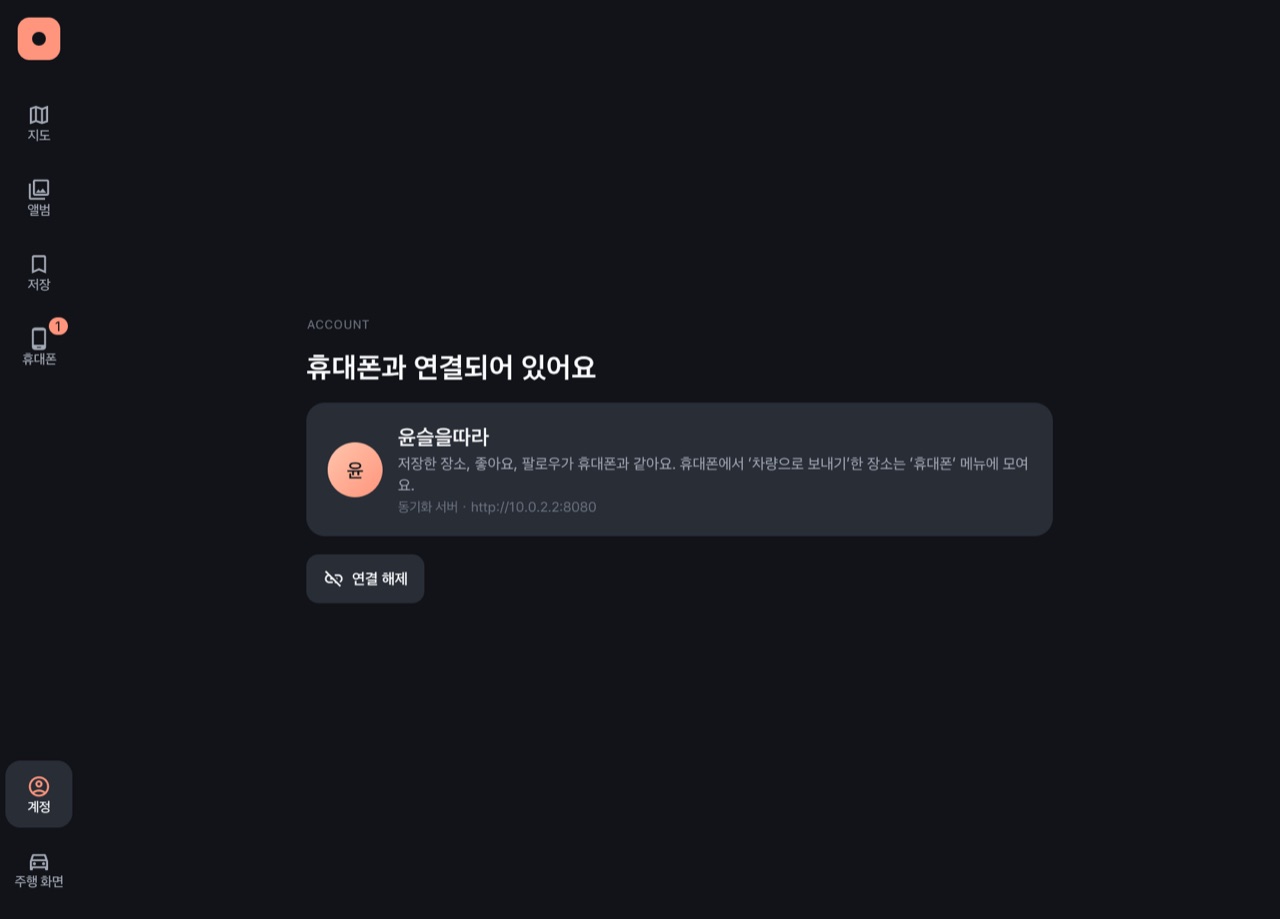 지도
앨범
저장
1
휴대폰
ACCOUNT
휴대폰과 연결되어 있어요
윤
윤슬을따라
저장한 장소, 좋아요, 팔로우가 휴대폰과 같아요. 휴대폰에서 '차량으로 보내기'한 장소는 '휴대폰' 메뉴에 모여
요.
동기화 서버 · http://10.0.2.2:8080
연결 해제
계정
주행 화면